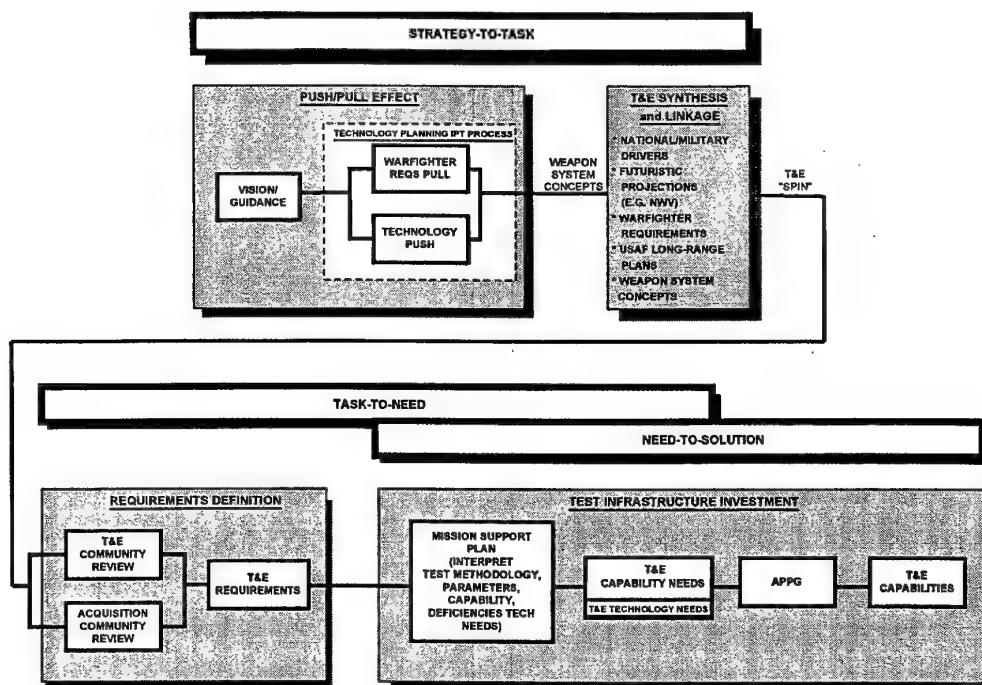 STRATEGY-TO-TASK
PUSH/PULL EFFECT
TECHNOLOGY PLANNING IPT PROCESS
VISION/
GUIDANCE
WARFIGHTER
REQS PULL
TECHNOLOGY
PUSH
WEAPON
SYSTEM
CONCEPTS
T&E SYNTHESIS
and LINKAGE
* NATIONAL/MILITARY
DRIVERS
* FUTURISTIC
PROJECTIONS
(E.G. NWV)
* WARFIGHTER
REQUIREMENTS
* USAF LONG-RANGE
PLANS
* WEAPON SYSTEM
CONCEPTS
T&E
"SPIN"
TASK-TO-NEED
NEED-TO-SOLUTION
REQUIREMENTS DEFINITION
T&E
COMMUNITY
REVIEW
ACQUISITION
COMMUNITY
REVIEW
T&E
REQUIREMENTS
TEST INFRASTRUCTURE INVESTMENT
MISSION SUPPORT
PLAN
(INTERPRET
TEST METHODOLOGY,
PARAMETERS,
CAPABILITY,
DEFICIENCIES TECH
NEEDS)
T&E
CAPABILITY NEEDS
T&E TECHNOLOGY NEEDS
APPG
T&E
CAPABILITIES